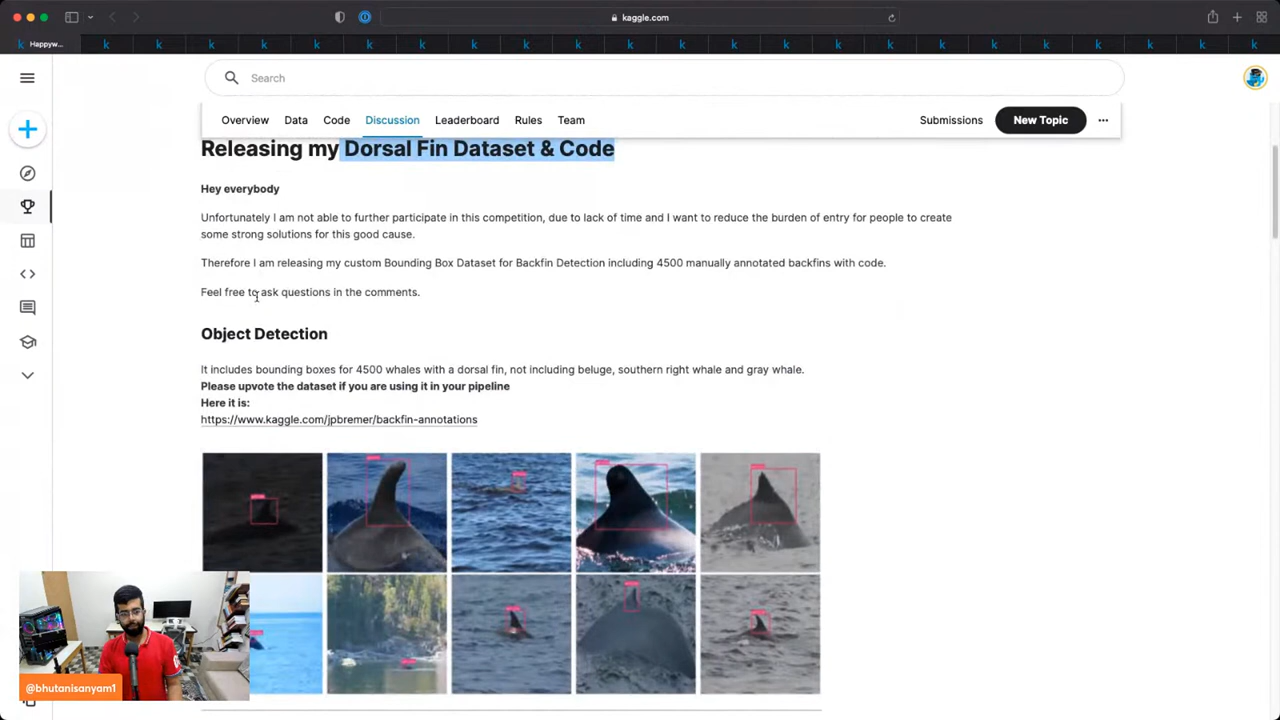 kaggle.com
Happyw...
Search
Overview Data Code Discussion Leaderboard Rules Team Submissions New Topic ...
Releasing my Dorsal Fin Dataset & Code
Hey everybody
Unfortunately I am not able to further participate in this competition, due to lack of time and I want to reduce the burden of entry for people to create
some strong solutions for this good cause.
Therefore I am releasing my custom Bounding Box Dataset for Backfin Detection including 4500 manually annotated backfins with code.
Feel free to ask questions in the comments.
Object Detection
It includes bounding boxes for 4500 whales with a dorsal fin, not including beluge, southern right whale and gray whale.
Please upvote the dataset if you are using it in your pipeline
Here it is:
https://www.kaggle.com/jpbremer/backfin-annotations
@bhutanisanyam1